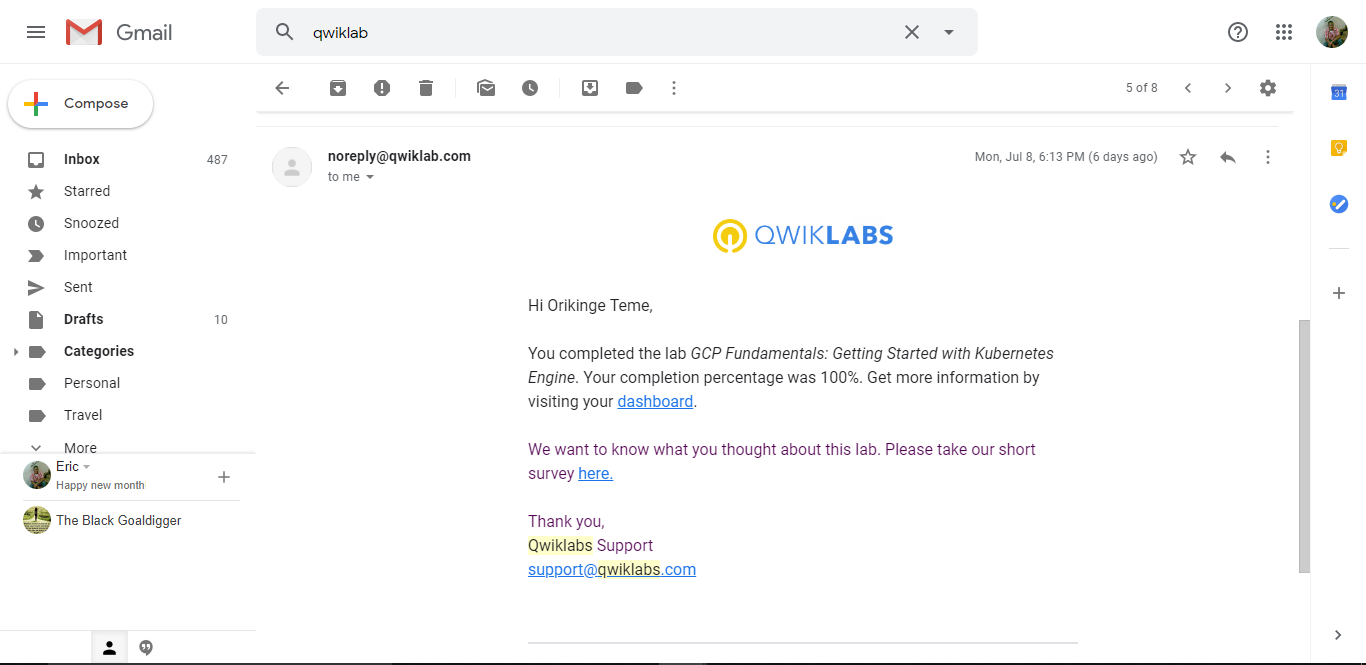 Gmail
qwiklab
Compose
5 of 8
31
Inbox 487
Starred
Snoozed
Important
Sent
Drafts 10
Categories
Personal
Travel
More
Eric
Happy new month
The Black Goaldigger
noreply@qwiklab.com
Mon, Jul 8, 6:13 PM (6 days ago)
to me
QWIKLABS
Hi Orikinge Teme,
You completed the lab GCP Fundamentals: Getting Started with Kubernetes
Engine. Your completion percentage was 100%. Get more information by
visiting your dashboard.
We want to know what you thought about this lab. Please take our short
survey here.
Thank you,
Qwiklabs Support
support@qwiklabs.com